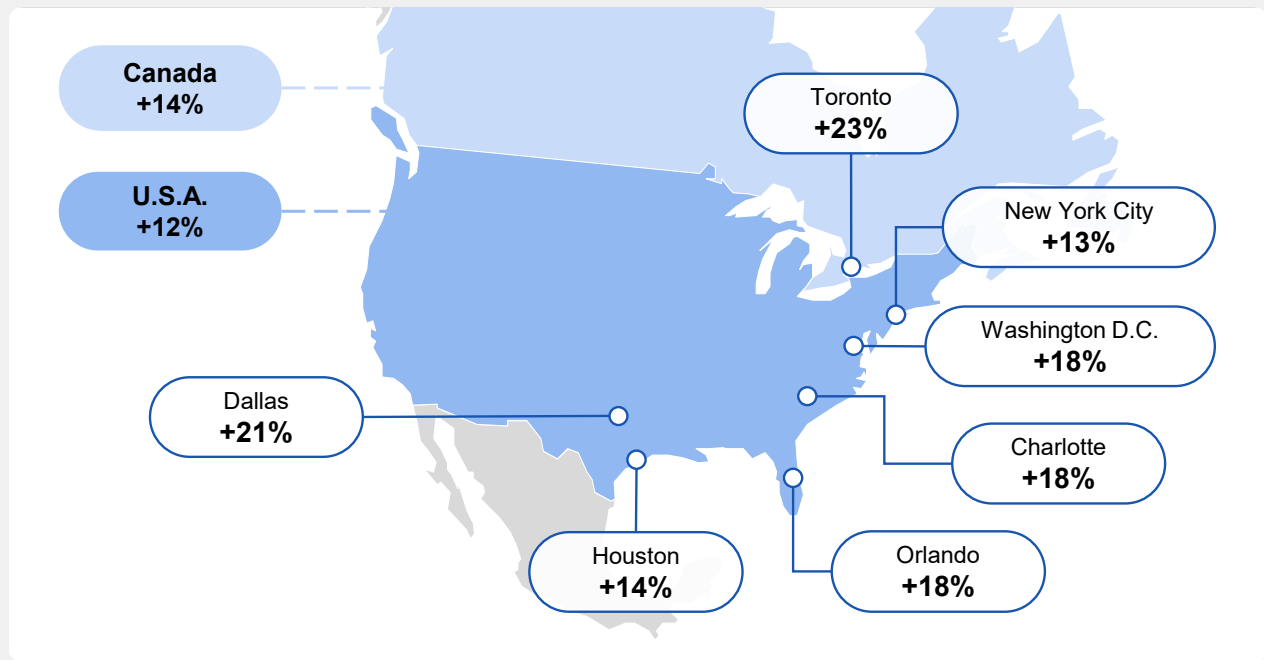 Canada
+14%
U.S.A.
+12%
Toronto
+23%
New York City
+13%
Washington D.C.
+18%
Dallas
+21%
Charlotte
+18%
Houston
+14%
Orlando
+18%